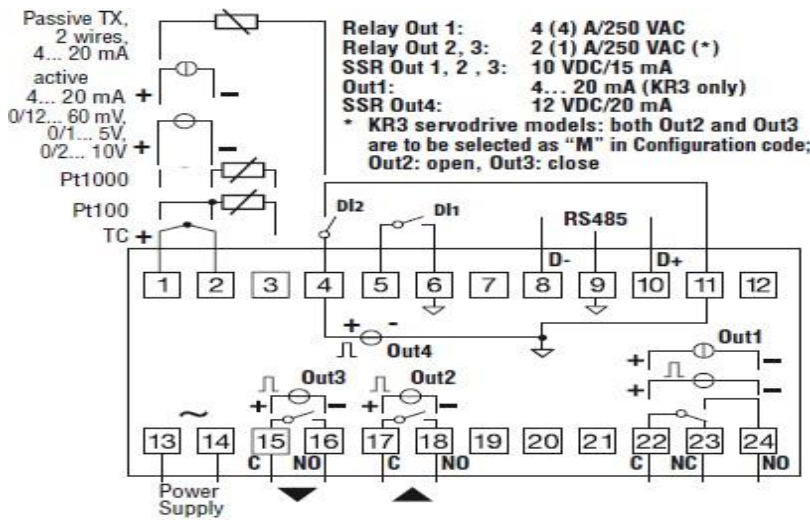 Passive TX,
2 wires,
4... 20 mA
active
4... 20 mA + −
0/12... 60 mV,
0/1... 5V,
0/2... 10V + −
Pt1000
Pt100
TC +
Relay Out 1: 4 (4) A/250 VAC
Relay Out 2, 3: 2 (1) A/250 VAC (*)
SSR Out 1, 2 , 3: 10 VDC/15 mA
Out1: 4... 20 mA (KR3 only)
SSR Out4: 12 VDC/20 mA
* KR3 servodrive models: both Out2 and Out3
are to be selected as “M” in Configuration code;
Out2: open, Out3: close
DI2 DI1 RS485
D- D+
1 2 3 4 5 6 7 8 9 10 11 12
+ -
Out4
Out1
+ −
+ −
Out3 Out2
+ − + −
~
13 14 15 16 17 18 19 20 21 22 23 24
C NO C NO C NC NO
Power
Supply